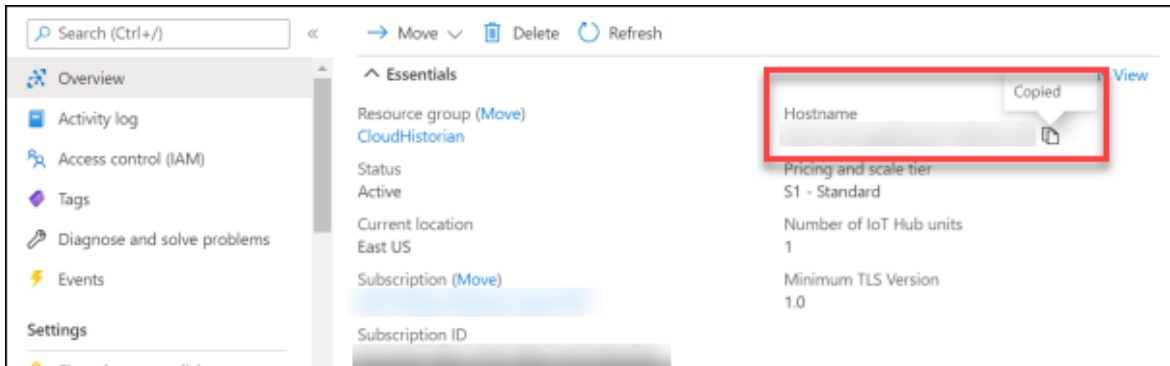 Search (Ctrl+/)
«
Overview
Activity log
Access control (IAM)
Tags
Diagnose and solve problems
Events
Settings
Move
Delete
Refresh
Essentials
View
Resource group (Move)
CloudHistorian
Status
Active
Current location
East US
Subscription (Move)
Subscription ID
Copied
Hostname
Pricing and scale tier
S1 - Standard
Number of IoT Hub units
1
Minimum TLS Version
1.0